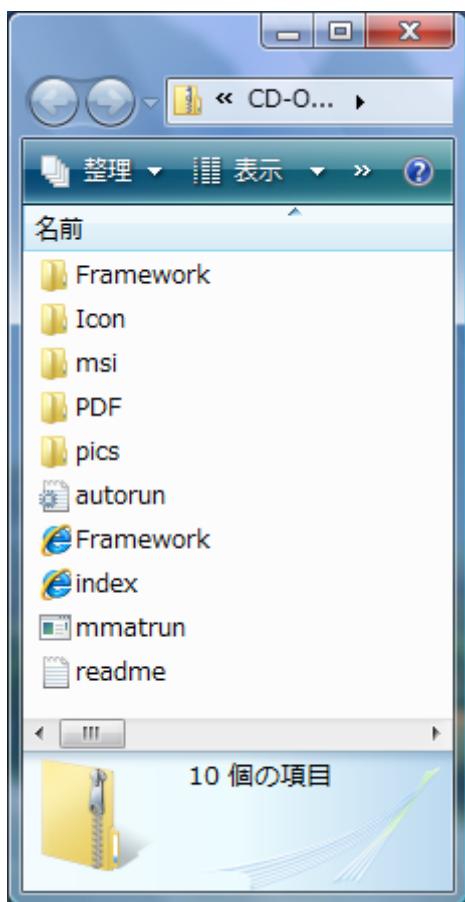 « CD-O...
整理 表示 »
名前
Framework
Icon
msi
PDF
pics
autorun
Framework
index
mmatrun
readme
10 個の項目